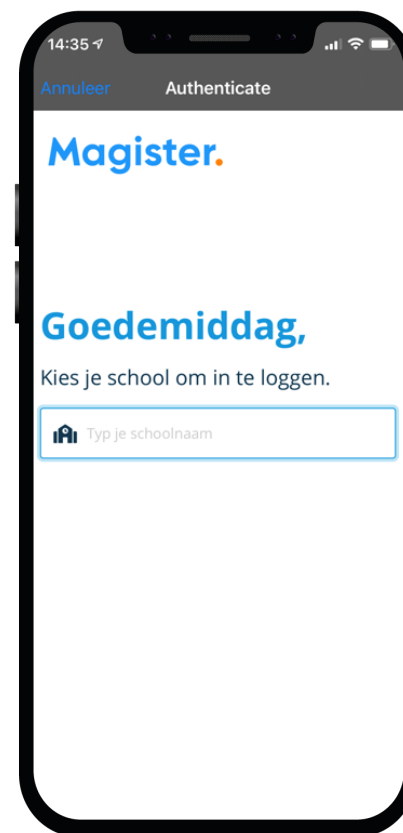 14:35
Annuleer Authenticate
Magister.
Goedemiddag,
Kies je school om in te loggen.
Typ je schoolnaam